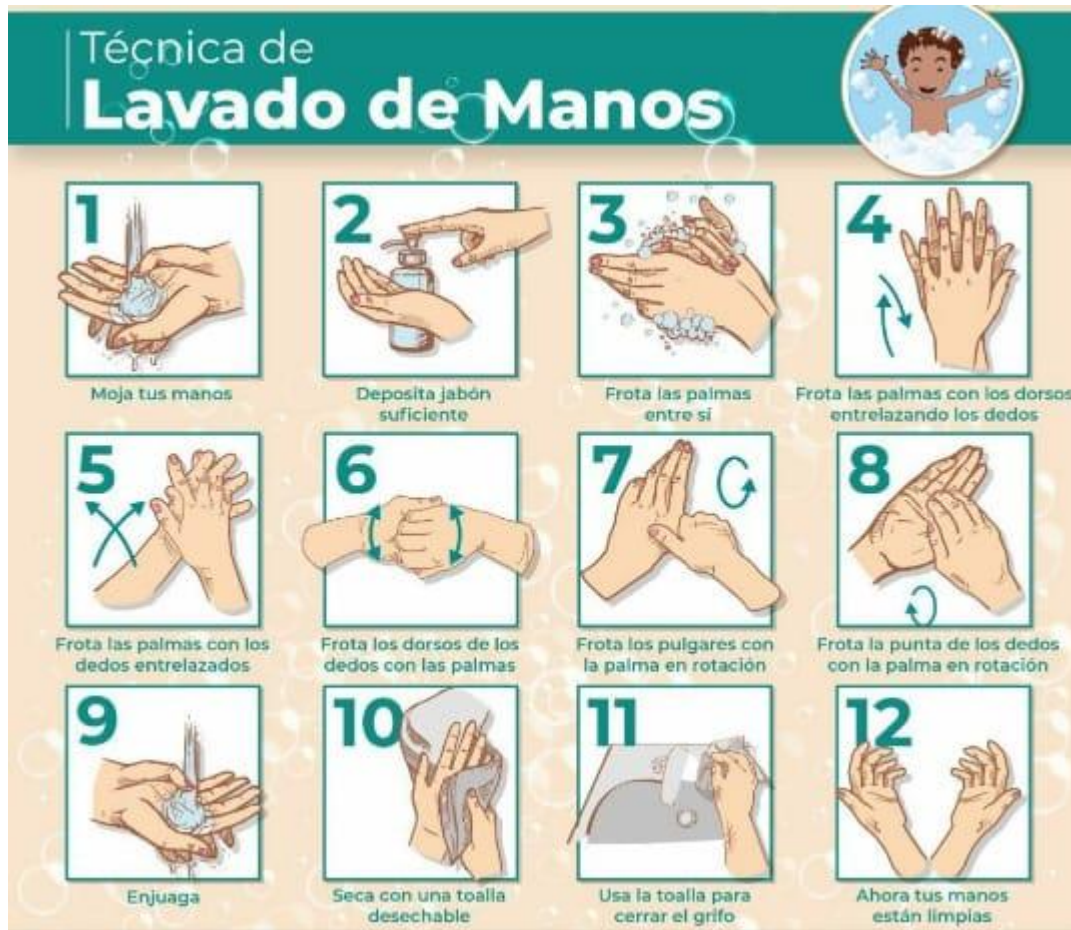 Técnica de
Lavado de Manos
1
Moja tus manos
2
Deposita jabón
suficiente
3
Frota las palmas
entre sí
4
Frota las palmas con los dorsos
entrelazando los dedos
5
Frota las palmas con los
dedos entrelazados
6
Frota los dorsos de los
dedos con las palmas
7
Frota los pulgares con
la palma en rotación
8
Frota la punta de los dedos
con la palma en rotación
9
Enjuaga
10
Seca con una toalla
desechable
11
Usa la toalla para
cerrar el grifo
12
Ahora tus manos
están limpias